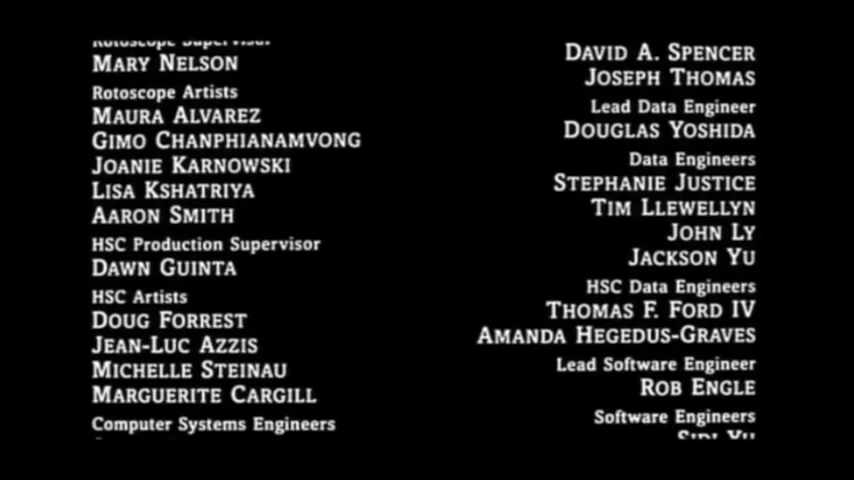 Rotoscope Supervisor
MARY NELSON
Rotoscope Artists
MAURA ALVAREZ
GIMO CHANPHIANAMVONG
JOANIE KARNOWSKI
LISA KSHATRIYA
AARON SMITH
HSC Production Supervisor
DAWN GUINTA
HSC Artists
DOUG FORREST
JEAN-LUC AZZIS
MICHELLE STEINAU
MARGUERITE CARGILL
Computer Systems Engineers
DAVID A. SPENCER
JOSEPH THOMAS
Lead Data Engineer
DOUGLAS YOSHIDA
Data Engineers
STEPHANIE JUSTICE
TIM LLEWELLYN
JOHN LY
JACKSON YU
HSC Data Engineers
THOMAS F. FORD IV
AMANDA HEGEDUS-GRAVES
Lead Software Engineer
ROB ENGLE
Software Engineers
YU